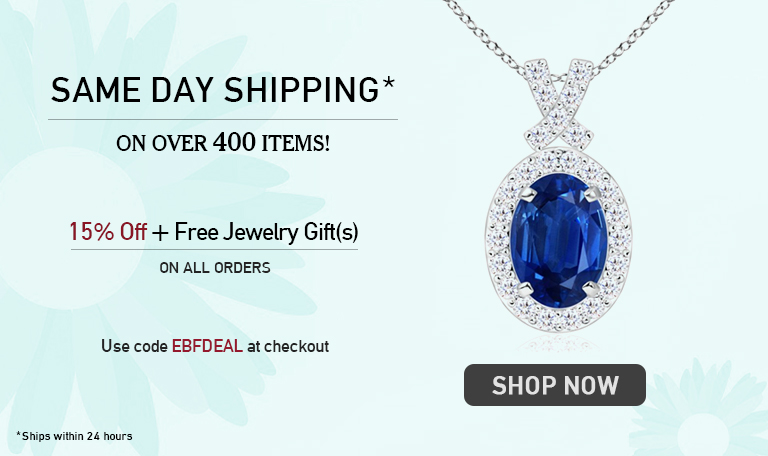 SAME DAY SHIPPING*
ON OVER 400 ITEMS!
15% Off + Free Jewelry Gift(s)
ON ALL ORDERS
Use code EBFDEAL at checkout
SHOP NOW
*Ships within 24 hours